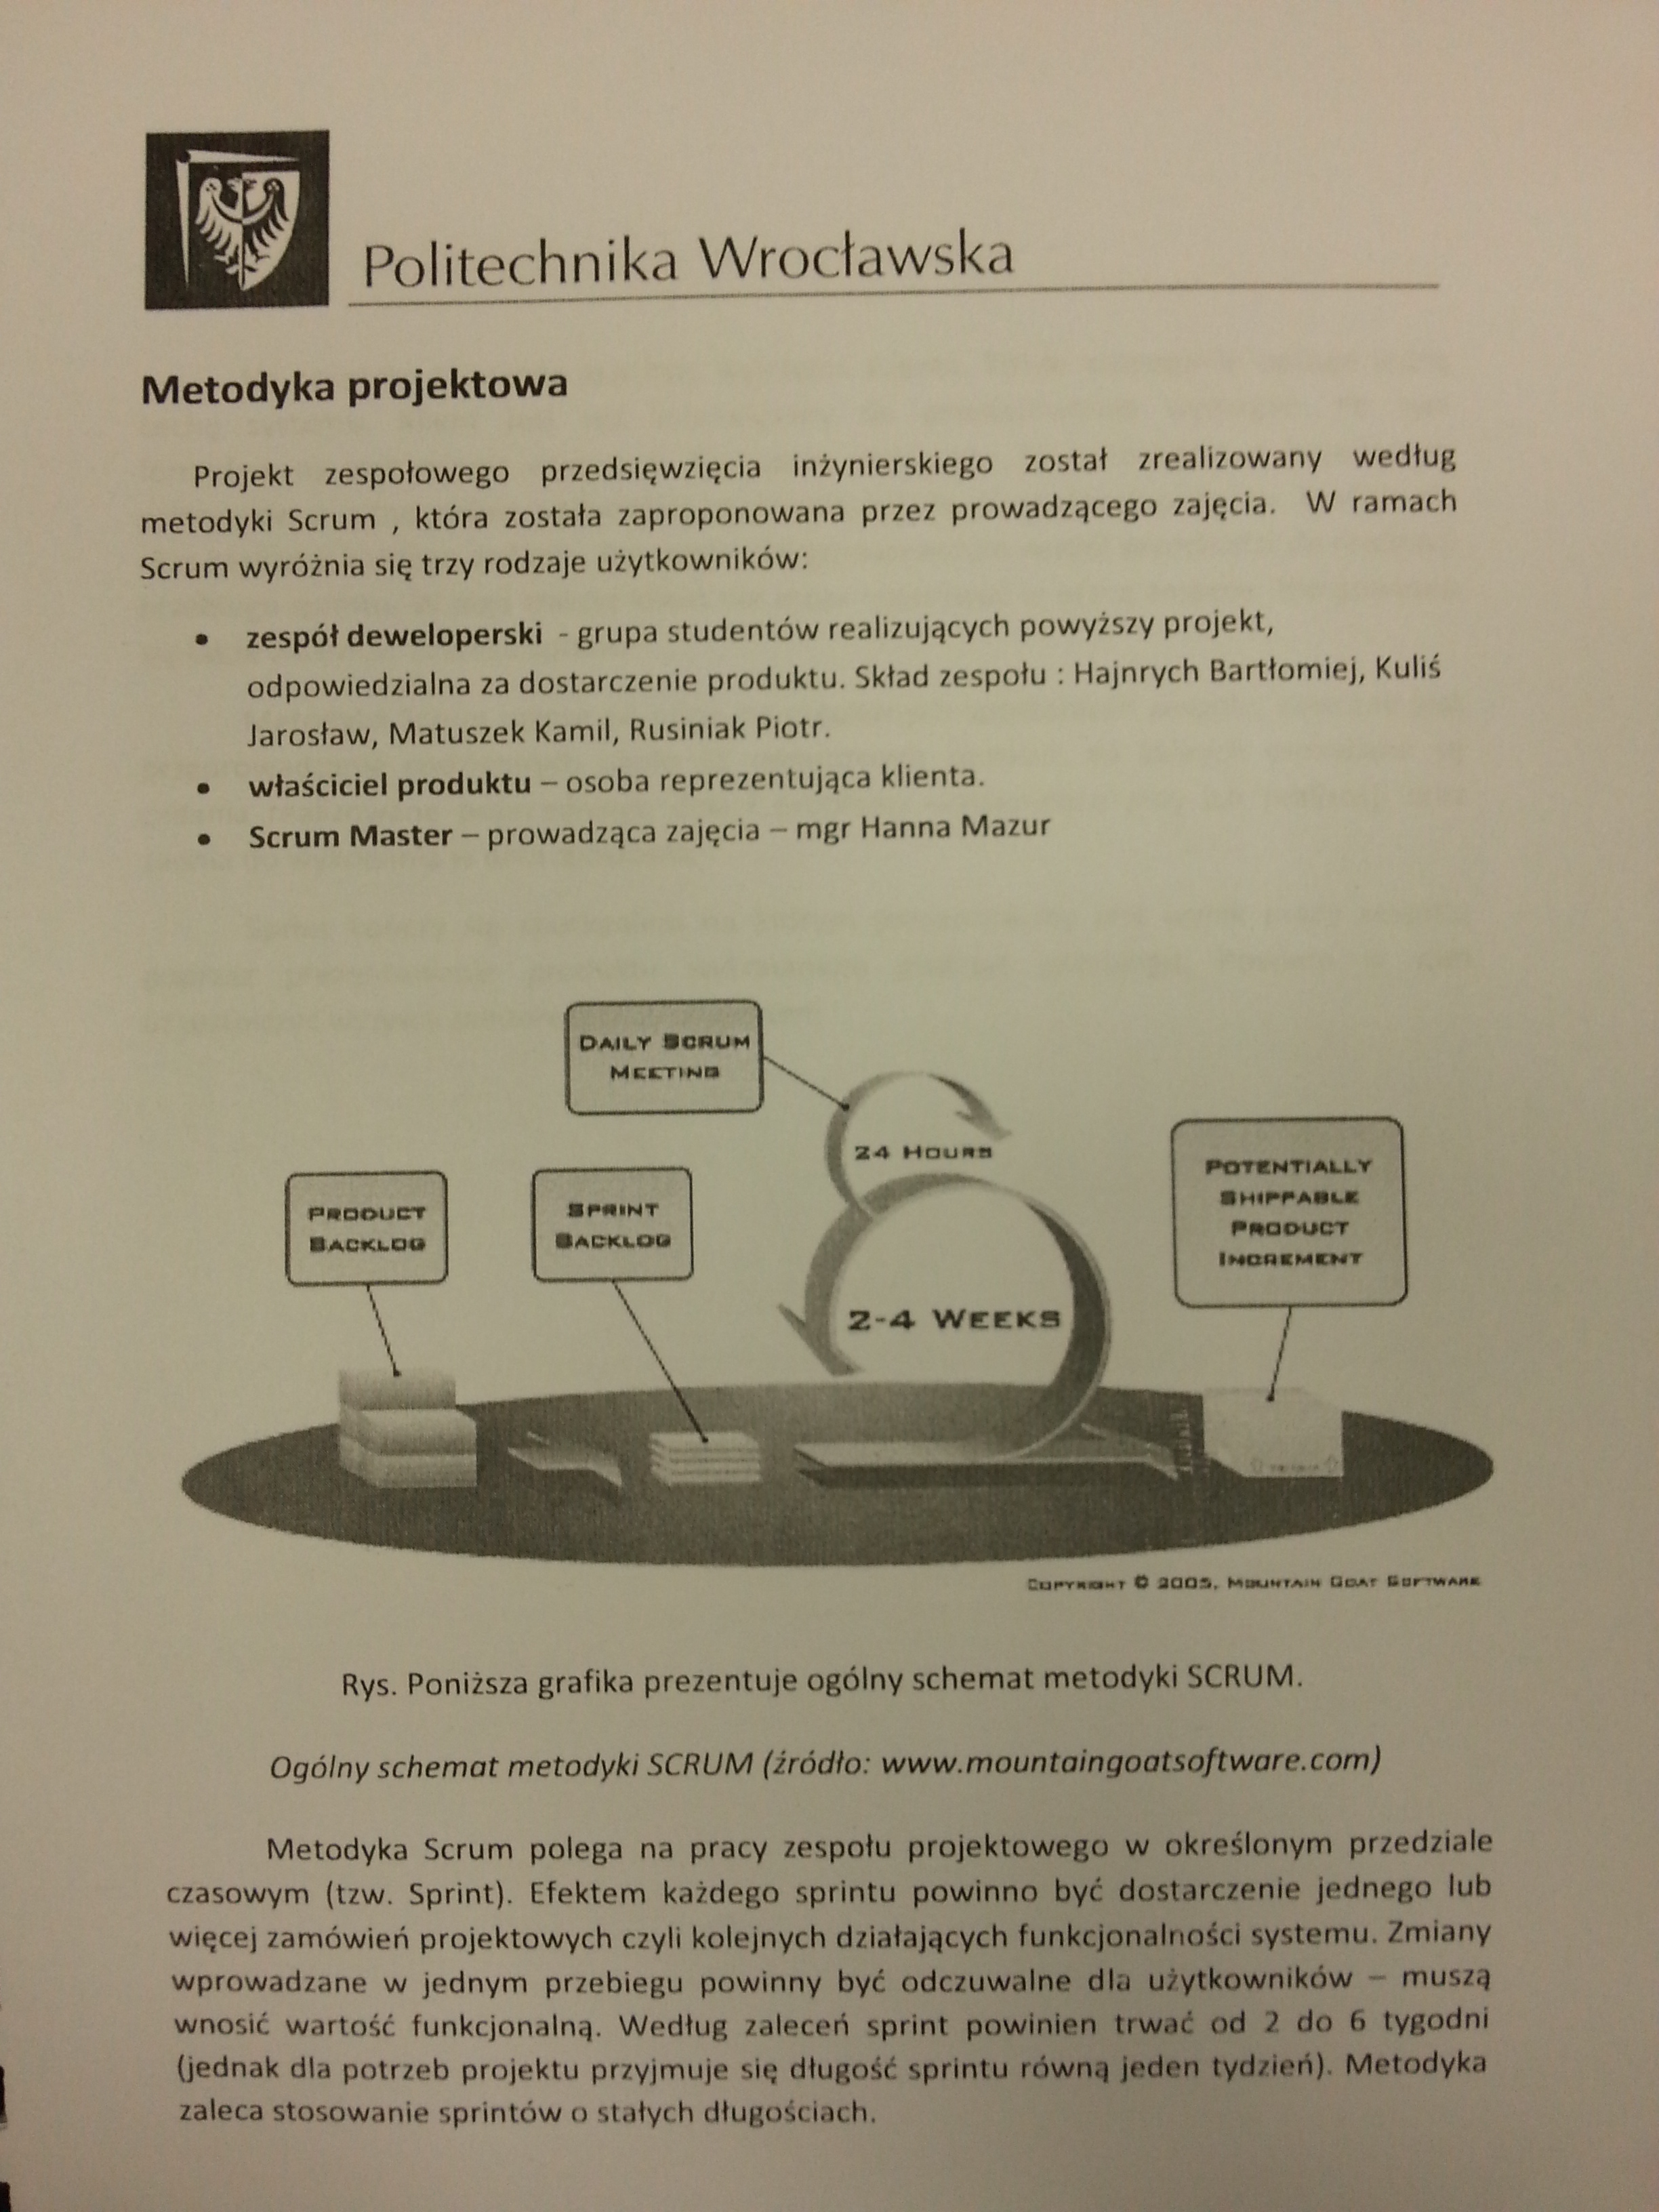 Politechnika Wrocławska
Metodyka projektowa
Projekt zespołowego przedsięwzięcia inżynierskiego został zrealizowany według
metodyki Scrum , która została zaproponowana przez prowadzącego zajęcia. W ramach
Scrum wyróżnia się trzy rodzaje użytkowników:
• zespół deweloperski - grupa studentów realizujących powyższy projekt,
odpowiedzialna za dostarczenie produktu. Skład zespołu : Hajnrych Bartłomiej, Kuliś
Jarosław, Matuszek Kamil, Rusiniak Piotr.
• właściciel produktu – osoba reprezentująca klienta.
• Scrum Master – prowadząca zajęcia – mgr Hanna Mazur
DAILY SCRUM
MEETING
24 HOURS
PRODUCT
BACKLOG
SPRINT
BACKLOG
2-4 WEEKS
POTENTIALLY
SHIPPABLE
PRODUCT
INCREMENT
COPYRIGHT © 2005, MOUNTAIN GOAT SOFTWARE
Rys. Poniższa grafika prezentuje ogólny schemat metodyki SCRUM.
Ogólny schemat metodyki SCRUM (źródło: www.mountaingoatsoftware.com)
Metodyka Scrum polega na pracy zespołu projektowego w określonym przedziale
czasowym (tzw. Sprint). Efektem każdego sprintu powinno być dostarczenie jednego lub
więcej zamówień projektowych czyli kolejnych działających funkcjonalności systemu. Zmiany
wprowadzane w jednym przebiegu powinny być odczuwalne dla użytkowników – muszą
wnosić wartość funkcjonalną. Według zaleceń sprint powinien trwać od 2 do 6 tygodni
(jednak dla potrzeb projektu przyjmuje się długość sprintu równą jeden tydzień). Metodyka
zaleca stosowanie sprintów o stałych długościach.